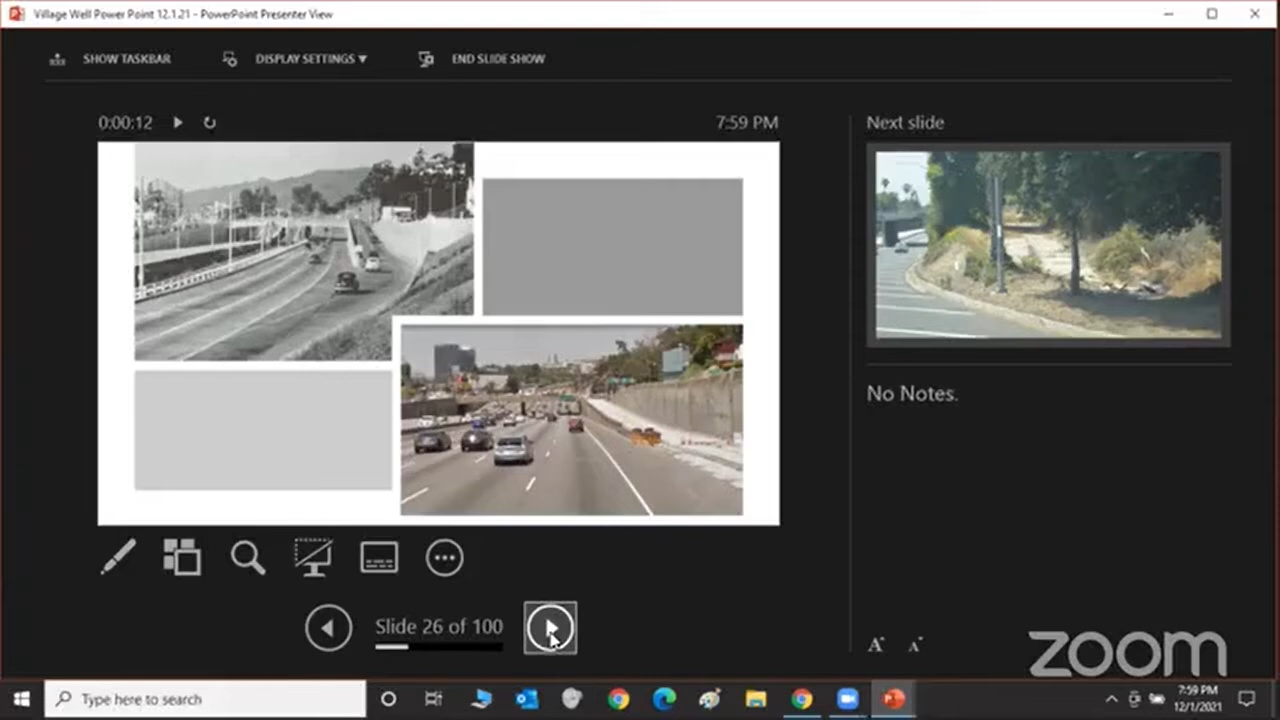 Village Well Power Point 12.1.21 - PowerPoint Presenter View
SHOW TASKBAR
DISPLAY SETTINGS ▼
END SLIDE SHOW
0:00:12
7:59 PM
Next slide
No Notes.
Slide 26 of 100
A
A
zoom
Type here to search
7:59 PM
12/1/2021